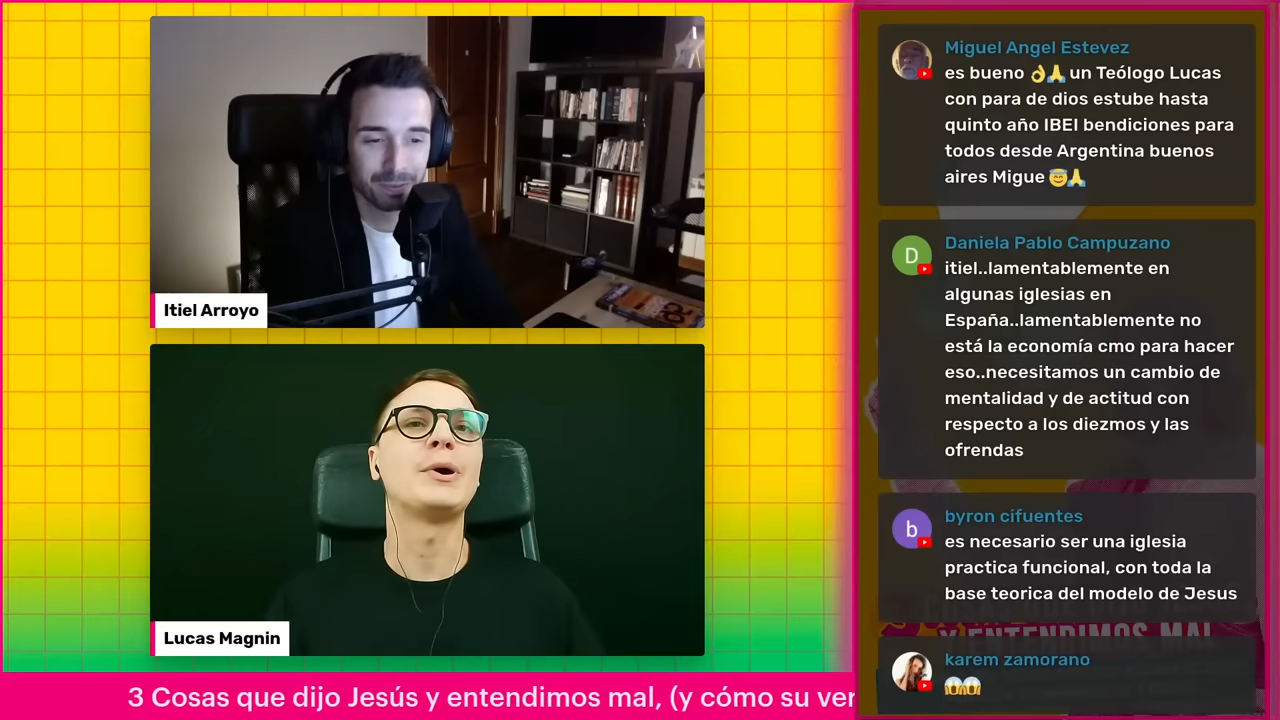 Itiel Arroyo
Lucas Magnin
3 Cosas que dijo Jesús y entendimos mal, (y cómo su ver
Miguel Angel Estevez
es bueno 👌🙏 un Teólogo Lucas
con para de dios estube hasta
quinto año IBEI bendiciones para
todos desde Argentina buenos
aires Migue 😇🙏
D
Daniela Pablo Campuzano
itiel..lamentablemente en
algunas iglesias en
España..lamentablemente no
está la economía cmo para hacer
eso..necesitamos un cambio de
mentalidad y de actitud con
respecto a los diezmos y las
ofrendas
b
byron cifuentes
es necesario ser una iglesia
practica funcional, con toda la
base teorica del modelo de Jesus
Y ENTENDIMOS MAL
karem zamorano
😱😱